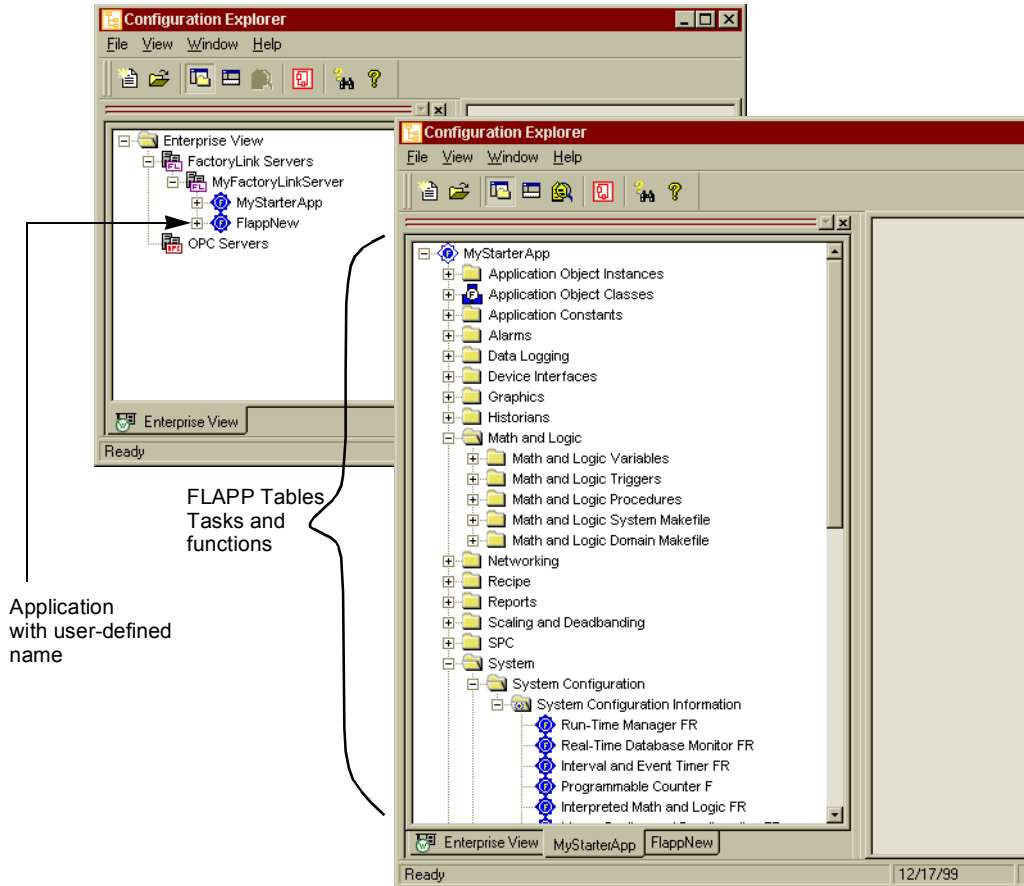 Configuration Explorer
File View Window Help
Enterprise View
FactoryLink Servers
MyFactoryLinkServer
MyStarterApp
FlappNew
OPC Servers
Enterprise View
Ready
FLAPP Tables
Tasks and
functions
Application
with user-defined
name
Configuration Explorer
File View Window Help
MyStarterApp
Application Object Instances
Application Object Classes
Application Constants
Alarms
Data Logging
Device Interfaces
Graphics
Historians
Math and Logic
Math and Logic Variables
Math and Logic Triggers
Math and Logic Procedures
Math and Logic System Makefile
Math and Logic Domain Makefile
Networking
Recipe
Reports
Scaling and Deadbanding
SPC
System
System Configuration
System Configuration Information
Run-Time Manager FR
Real-Time Database Monitor FR
Interval and Event Timer FR
Programmable Counter F
Interpreted Math and Logic FR
Enterprise View MyStarterApp FlappNew
Ready 12/17/99